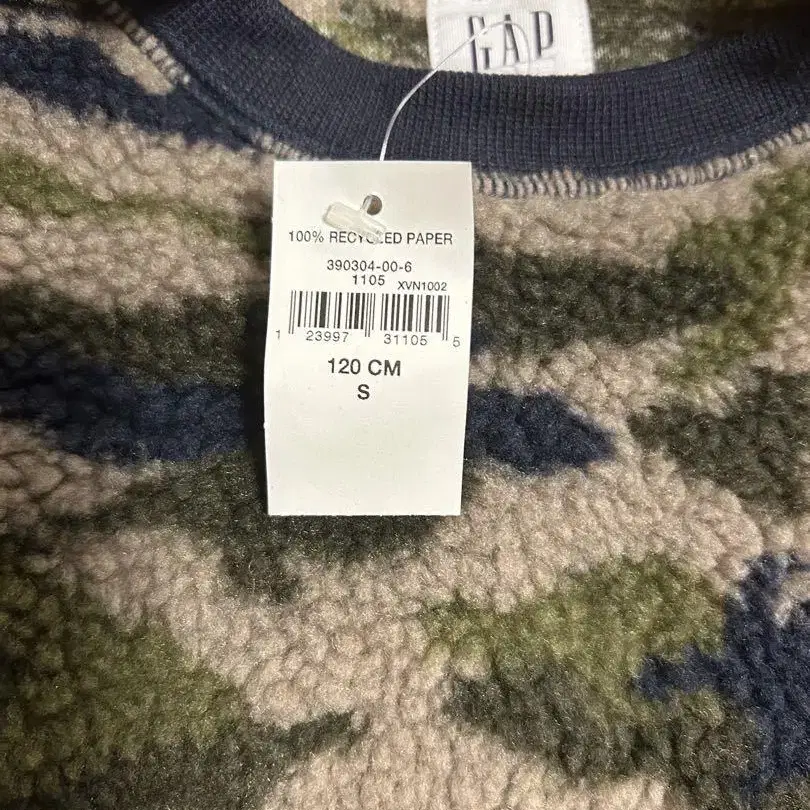 GAP
100% RECYCLED PAPER
390304-00-6
1105 XVN1002
1 23997 31105 5
120 CM
S